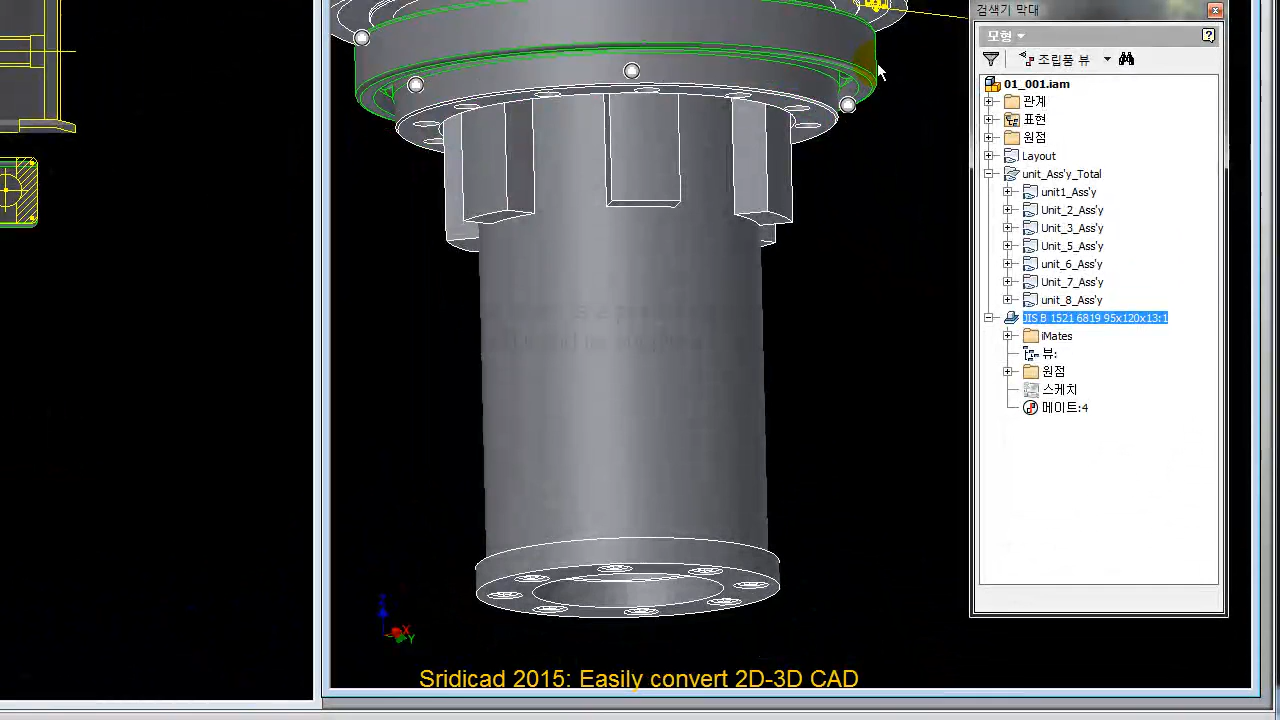 검색기 막대
모형
조립품 뷰
01_001.iam
관계
표현
원점
Layout
unit_Ass'y_Total
unit1_Ass'y
Unit_2_Ass'y
Unit_3_Ass'y
Unit_5_Ass'y
unit_6_Ass'y
Unit_7_Ass'y
unit_8_Ass'y
JIS B 1521 6819 95x120x13:1
iMates
뷰:
원점
스케치
메이트:4
Z
X
Y
Sridicad 2015: Easily convert 2D-3D CAD